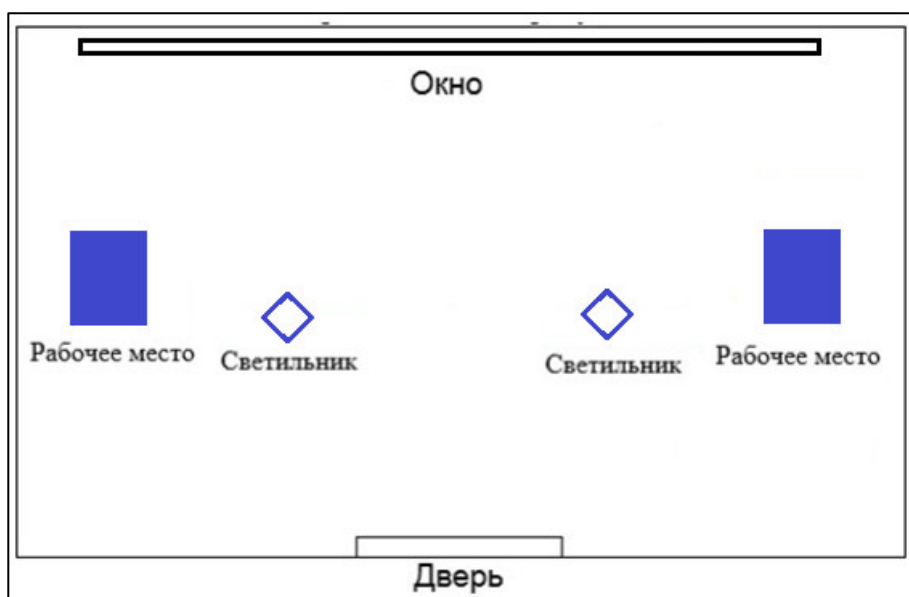 Окно
Рабочее место
Светильник
Светильник
Рабочее место
Дверь